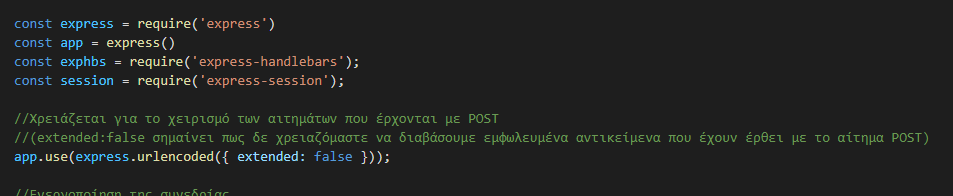 const express = require('express')
const app = express()
const exphbs = require('express-handlebars');
const session = require('express-session');
//Χρειάζεται για το χειρισμό των αιτημάτων που έρχονται με POST
//(extended:false σημαίνει πως δε χρειαζόμαστε να διαβάσουμε εμφωλευμένα αντικείμενα που έχουν έρθει με το αίτημα POST)
app.use(express.urlencoded({ extended: false }));
//Ενεργοποίηση της συνεδρίας